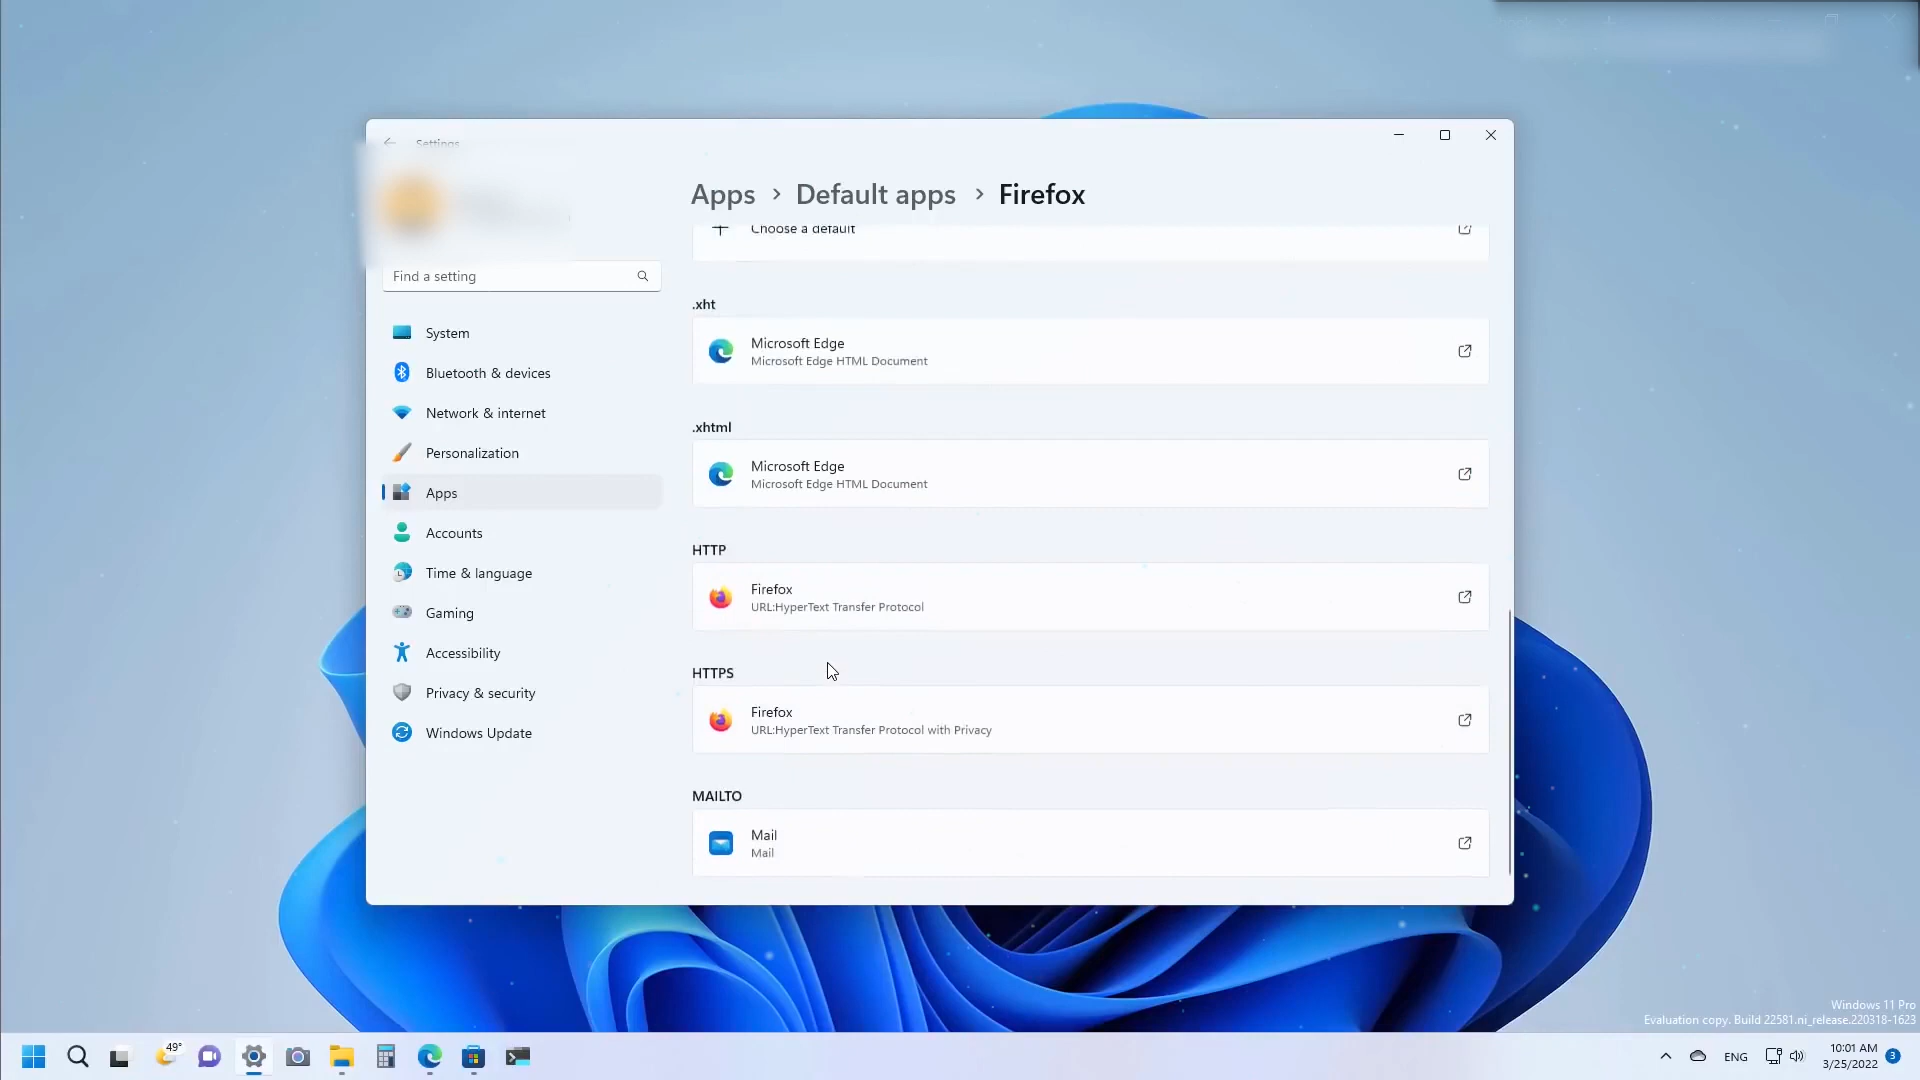 Settings
Find a setting
System
Bluetooth & devices
Network & internet
Personalization
Apps
Accounts
Time & language
Gaming
Accessibility
Privacy & security
Windows Update
Apps > Default apps > Firefox
Choose a default
.xht
Microsoft Edge
Microsoft Edge HTML Document
.xhtml
Microsoft Edge
Microsoft Edge HTML Document
HTTP
Firefox
URL:HyperText Transfer Protocol
HTTPS
Firefox
URL:HyperText Transfer Protocol with Privacy
MAILTO
Mail
Mail
Windows 11 Pro
Evaluation copy. Build 22581.ni_release.220318-1623
49°
ENG
10:01 AM
3/25/2022
3